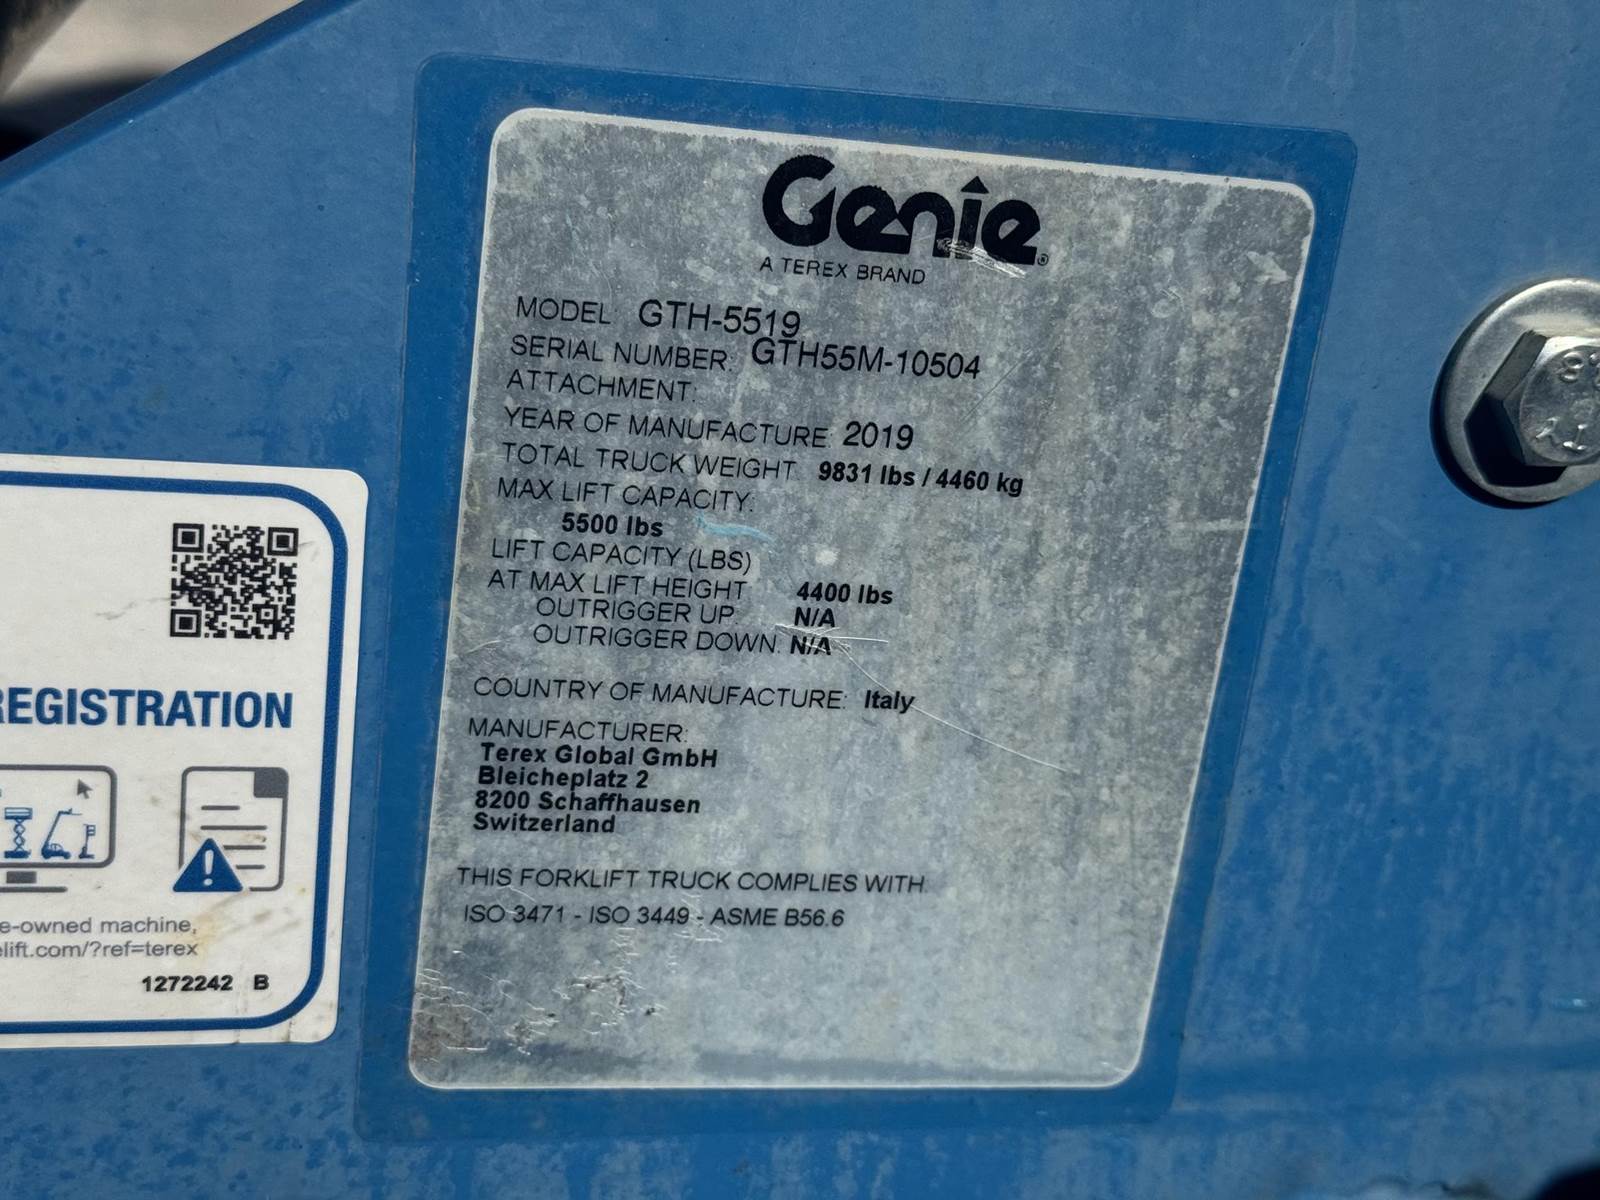 Genie
A TEREX BRAND
MODEL: GTH-5519
SERIAL NUMBER: GTH55M-10504
ATTACHMENT:
YEAR OF MANUFACTURE: 2019
TOTAL TRUCK WEIGHT: 9831 lbs / 4460 kg
MAX LIFT CAPACITY:
5500 lbs
LIFT CAPACITY (LBS)
AT MAX LIFT HEIGHT: 4400 lbs
OUTRIGGER UP: N/A
OUTRIGGER DOWN: N/A
COUNTRY OF MANUFACTURE: Italy
MANUFACTURER:
Terex Global GmbH
Bleicheplatz 2
8200 Schaffhausen
Switzerland
THIS FORKLIFT TRUCK COMPLIES WITH:
ISO 3471 - ISO 3449 - ASME B56.6
REGISTRATION
e-owned machine,
elift.com/?ref=terex
1272242 B